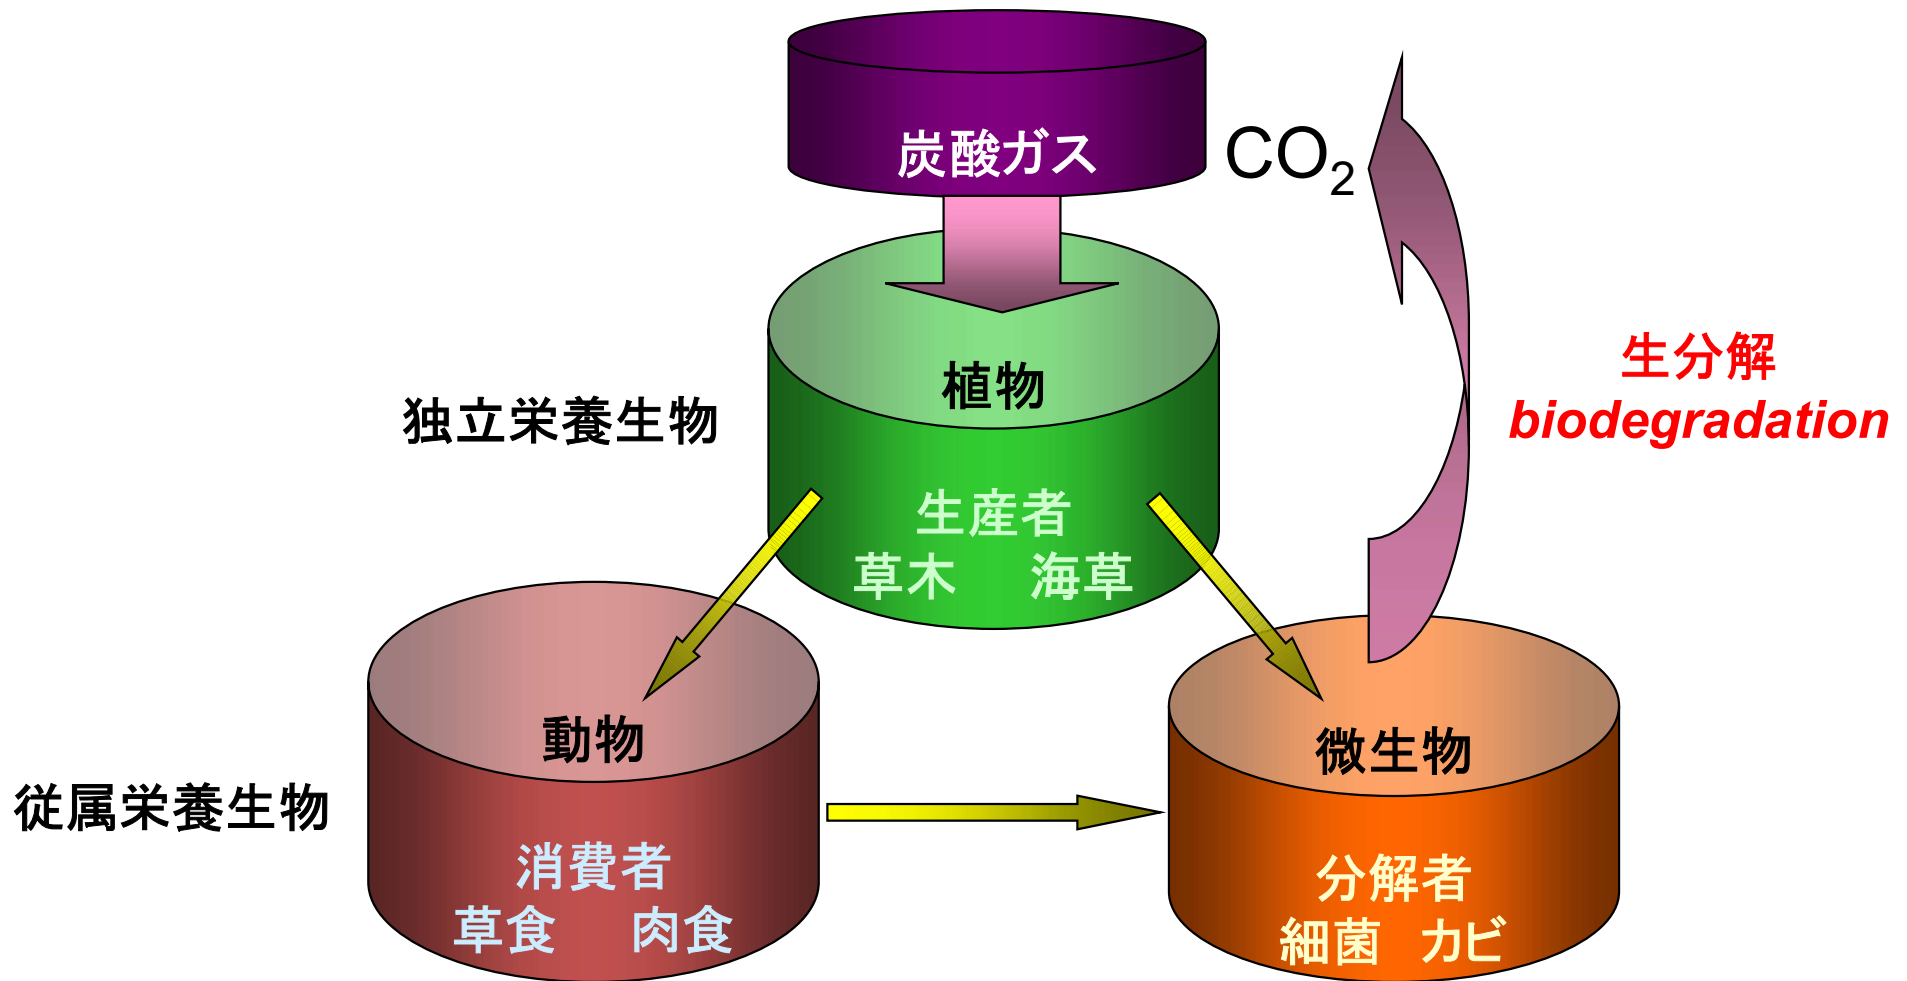 炭酸ガス
CO₂
植物
独立栄養生物
生産者
草木 海草
生分解
biodegradation
動物
従属栄養生物
消費者
草食 肉食
微生物
分解者
細菌 カビ